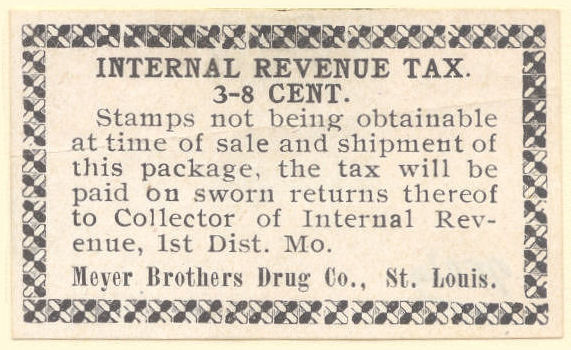 INTERNAL REVENUE TAX.
3-8 CENT.
Stamps not being obtainable
at time of sale and shipment of
this package, the tax will be
paid on sworn returns thereof
to Collector of Internal Rev-
enue, 1st Dist. Mo.
Meyer Brothers Drug Co., St. Louis.